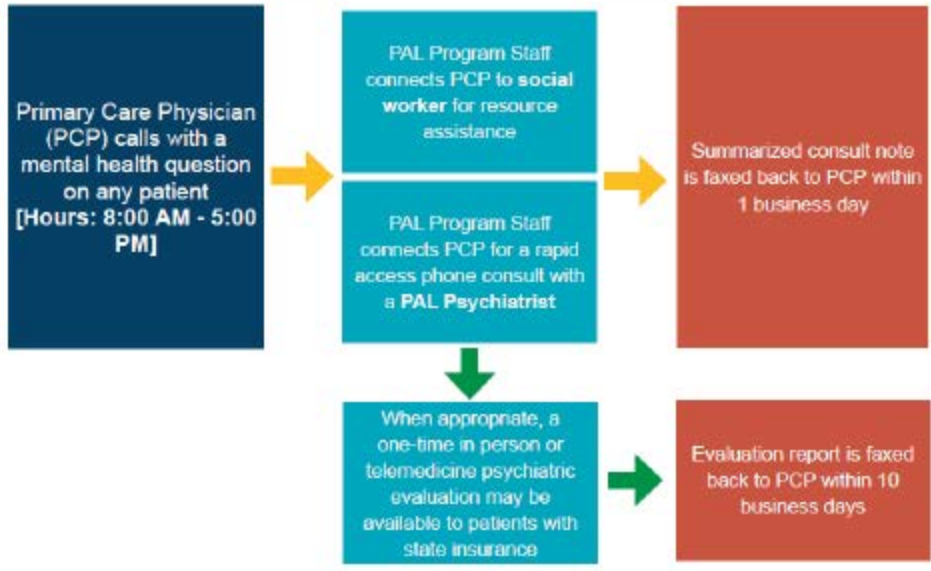 Primary Care Physician
(PCP) calls with a
mental health question
on any patient
[Hours: 8:00 AM - 5:00
PM]
PAL Program Staff
connects PCP to social
worker for resource
assistance
PAL Program Staff
connects PCP for a rapid
access phone consult with
a PAL Psychiatrist
Summarized consult note
is faxed back to PCP within
1 business day
When appropriate, a
one-time in person or
telemedicine psychiatric
evaluation may be
available to patients with
state insurance
Evaluation report is faxed
back to PCP within 10
business days